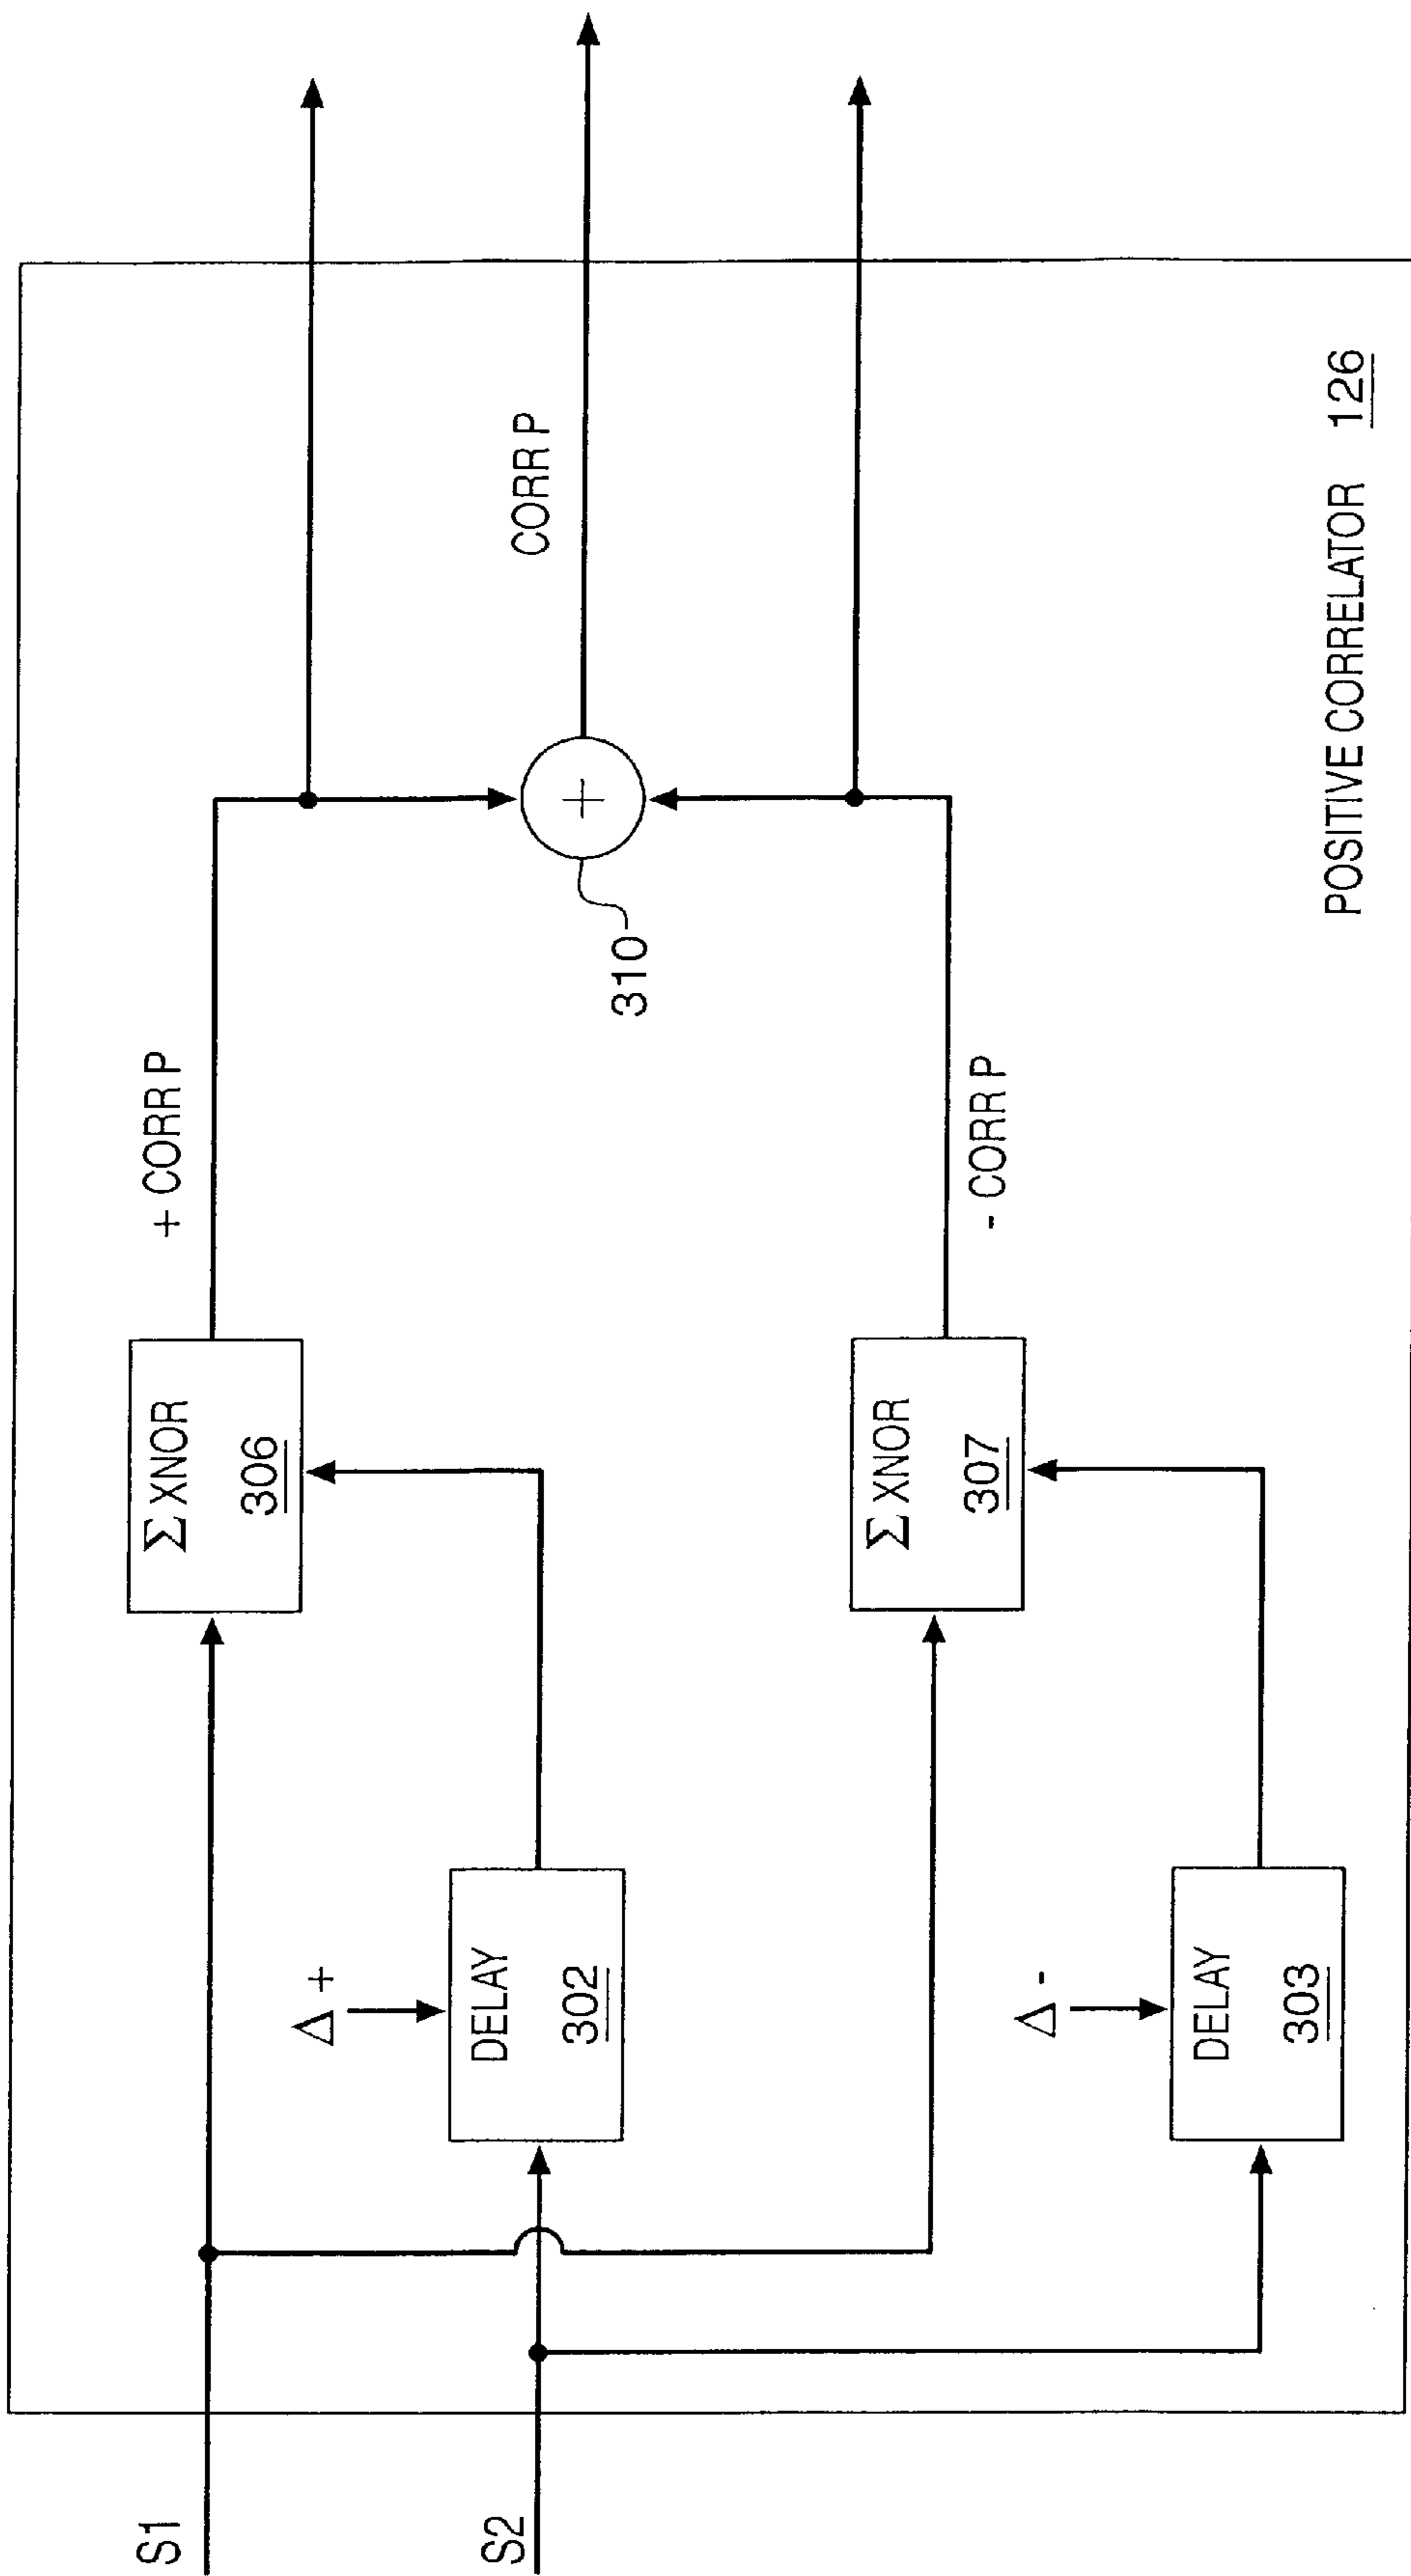 S1
S2
Δ +
DELAY
302
Δ -
DELAY
303
Σ XNOR
306
Σ XNOR
307
+ CORR P
- CORR P
310
CORR P
POSITIVE CORRELATOR 126